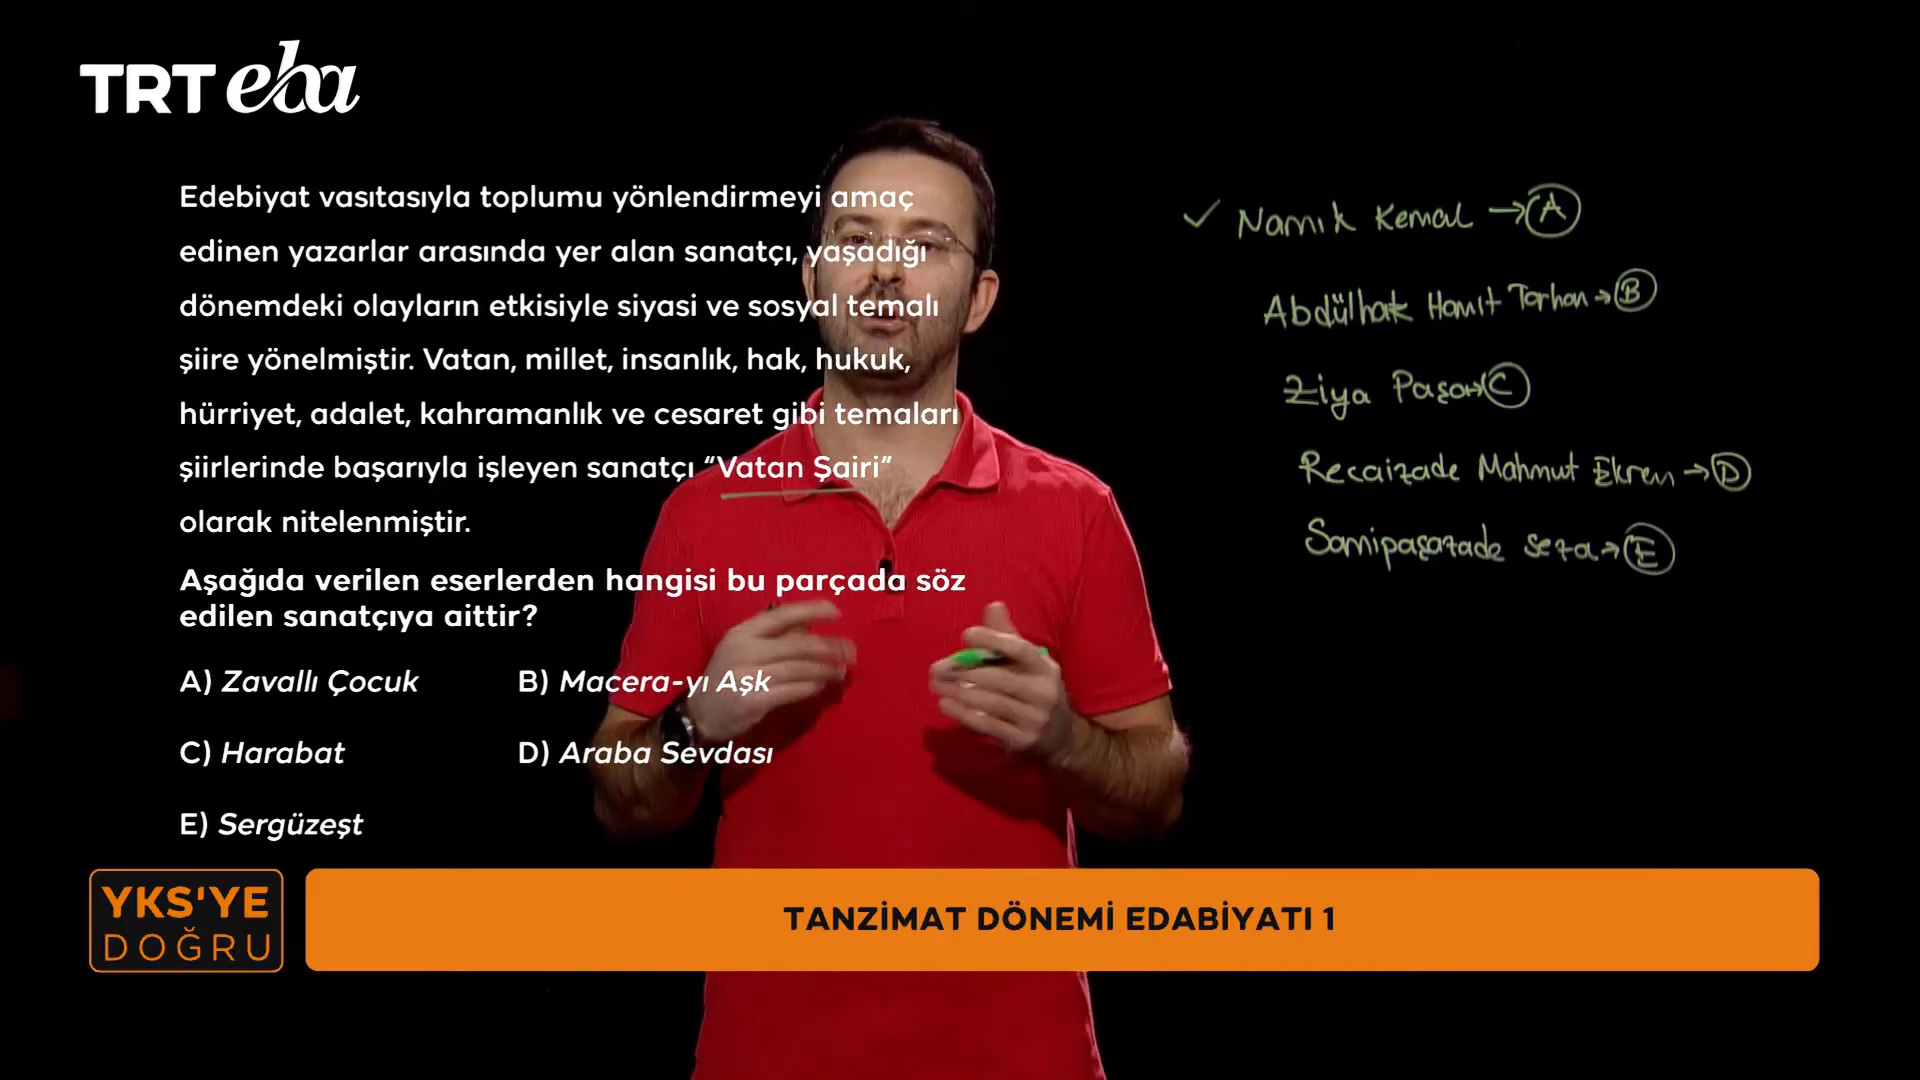 TRT eba
Edebiyat vasıtasıyla toplumu yönlendirmeyi amaç
edinen yazarlar arasında yer alan sanatçı, yaşadığı
dönemdeki olayların etkisiyle siyasi ve sosyal temalı
şiire yönelmiştir. Vatan, millet, insanlık, hak, hukuk,
hürriyet, adalet, kahramanlık ve cesaret gibi temaları
şiirlerinde başarıyla işleyen sanatçı “Vatan Şairi”
olarak nitelenmiştir.
Aşağıda verilen eserlerden hangisi bu parçada söz
edilen sanatçıya aittir?
A) Zavallı Çocuk B) Macera-yı Aşk
C) Harabat D) Araba Sevdası
E) Sergüzeşt
✓ Namık Kemal → A
Abdülhak Hamit Tarhan → B
Ziya Paşa → C
Recaizade Mahmut Ekrem → D
Samipaşazade Sezai → E
YKS'YE
DOĞRU
TANZİMAT DÖNEMİ EDABİYATI 1